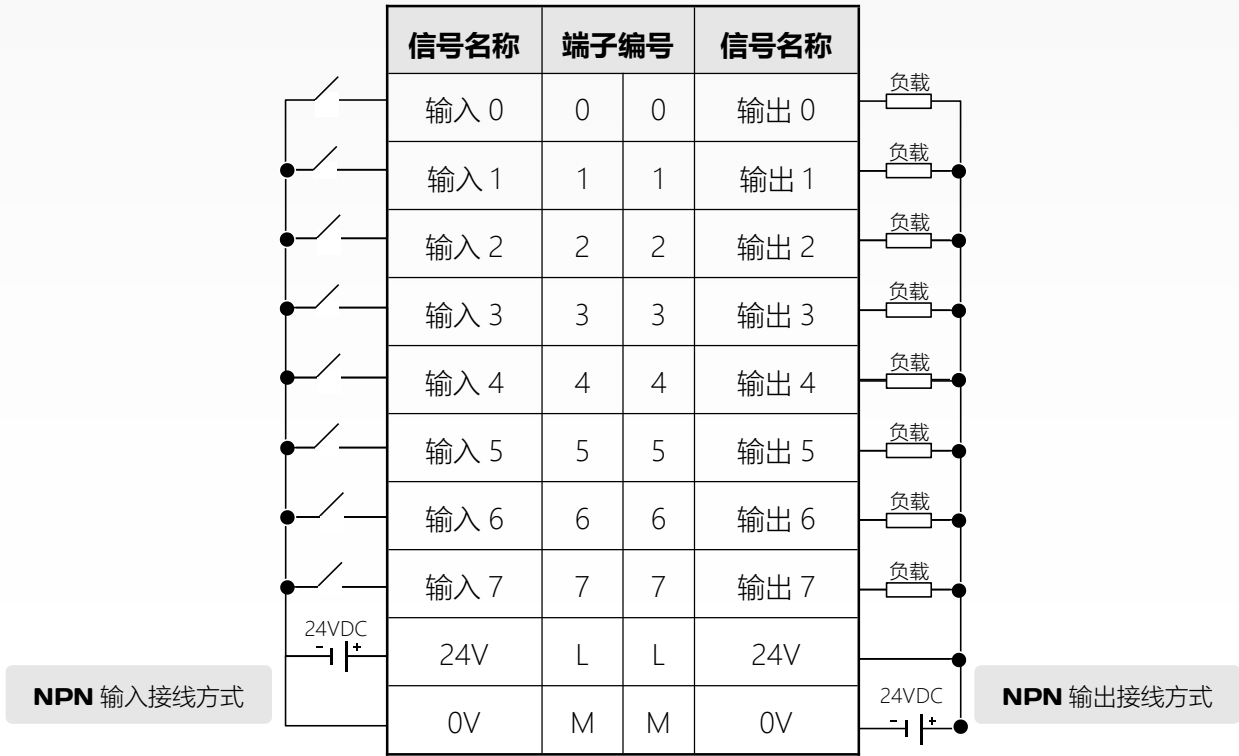 信号名称 端子编号 信号名称
输入 0 0 0 输出 0 负载
输入 1 1 1 输出 1 负载
输入 2 2 2 输出 2 负载
输入 3 3 3 输出 3 负载
输入 4 4 4 输出 4 负载
输入 5 5 5 输出 5 负载
输入 6 6 6 输出 6 负载
输入 7 7 7 输出 7 负载
24VDC
- + 24V L L 24V
NPN 输入接线方式
0V M M 0V
24VDC
- +
NPN 输出接线方式